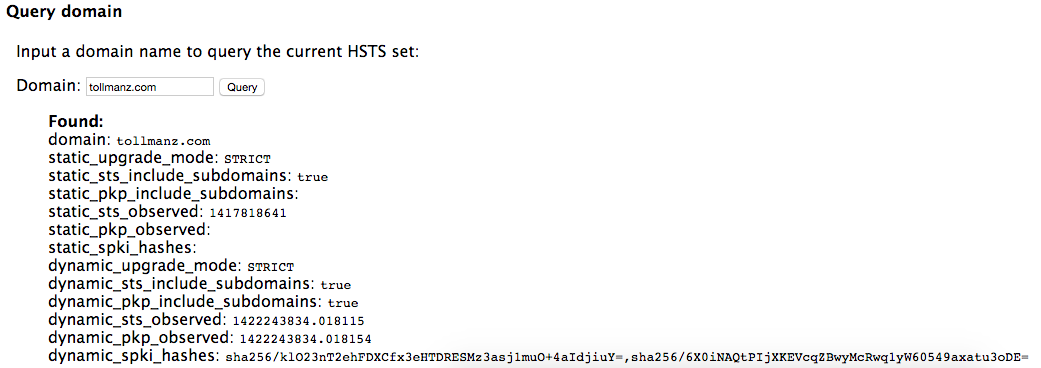 Query domain
Input a domain name to query the current HSTS set:
Domain: tollmanz.com Query
Found:
domain: tollmanz.com
static_upgrade_mode: STRICT
static_sts_include_subdomains: true
static_pkp_include_subdomains:
static_sts_observed: 1417818641
static_pkp_observed:
static_spki_hashes:
dynamic_upgrade_mode: STRICT
dynamic_sts_include_subdomains: true
dynamic_pkp_include_subdomains: true
dynamic_sts_observed: 1422243834.018115
dynamic_pkp_observed: 1422243834.018154
dynamic_spki_hashes: sha256/klO23nT2ehFDXCfx3eHTDRESMz3asj1muO+4aIdjiuY=,sha256/6X0iNAQtPIjXKEVcqZBwyMcRwq1yW60549axatu3oDE=